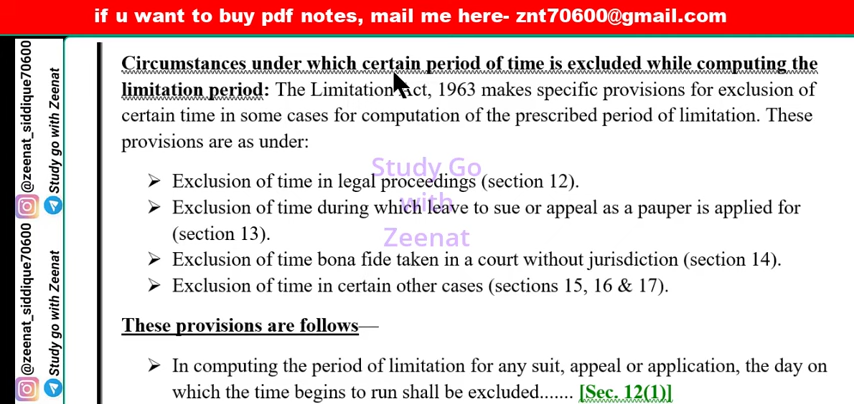 if u want to buy pdf notes, mail me here- znt70600@gmail.com
Circumstances under which certain period of time is excluded while computing the
limitation period: The Limitation Act, 1963 makes specific provisions for exclusion of
certain time in some cases for computation of the prescribed period of limitation. These
provisions are as under:
➢ Exclusion of time in legal proceedings (section 12).
➢ Exclusion of time during which leave to sue or appeal as a pauper is applied for
(section 13).
➢ Exclusion of time bona fide taken in a court without jurisdiction (section 14).
➢ Exclusion of time in certain other cases (sections 15, 16 & 17).
These provisions are follows—
➢ In computing the period of limitation for any suit, appeal or application, the day on
which the time begins to run shall be excluded....... [Sec. 12(1)]
Study Go
with
Zeenat
@zeenat_siddique70600
Study go with Zeenat
@zeenat_siddique70600
Study go with Zeenat